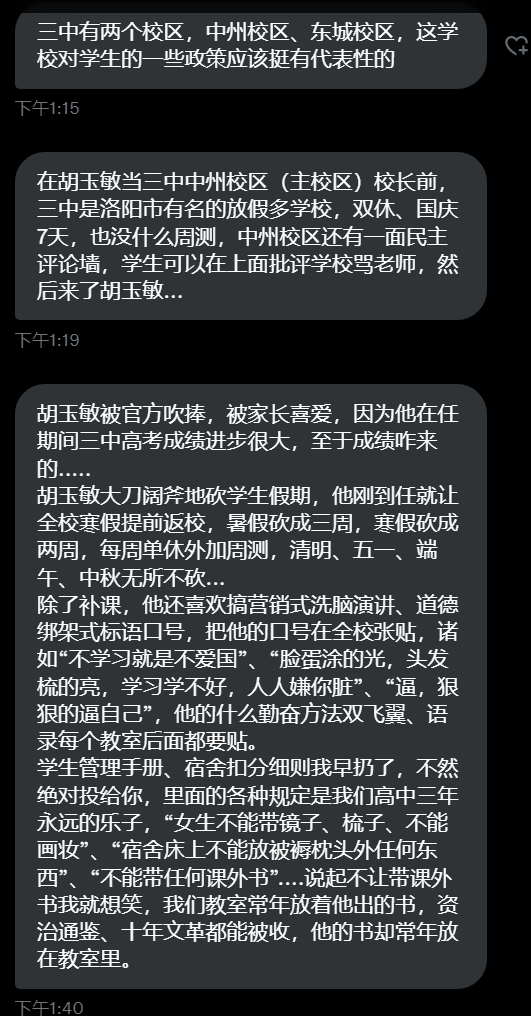 三中有两个校区，中州校区、东城校区，这学
校对学生的一些政策应该挺有代表性的
下午1:15
在胡玉敏当三中中州校区（主校区）校长前，
三中是洛阳市有名的放假多学校，双休、国庆
7天，也没什么周测，中州校区还有一面民主
评论墙，学生可以在上面批评学校骂老师，然
后来了胡玉敏...
下午1:19
胡玉敏被官方吹捧，被家长喜爱，因为他在任
期间三中高考成绩进步很大，至于成绩咋来
的.....
胡玉敏大刀阔斧地砍学生假期，他刚到任就让
全校寒假提前返校，暑假砍成三周，寒假砍成
两周，每周单休外加周测，清明、五一、端
午、中秋无所不砍...
除了补课，他还喜欢搞营销式洗脑演讲、道德
绑架式标语口号，把他的口号在全校张贴，诸
如“不学习就是不爱国”、“脸蛋涂的光，头发
梳的亮，学习学不好，人人嫌你脏”、“逼，狠
狠的逼自己”，他的什么勤奋方法双飞翼、语
录每个教室后面都要贴。
学生管理手册、宿舍扣分细则我早扔了，不然
绝对投给你，里面的各种规定是我们高中三年
永远的乐子，“女生不能带镜子、梳子、不能
画妆”、“宿舍床上不能放被褥枕头外任何东
西”、“不能带任何课外书”....说起不让带课外
书我就想笑，我们教室常年放着他出的书，资
治通鉴、十年文革都能被收，他的书却常年放
在教室里。
下午1:40